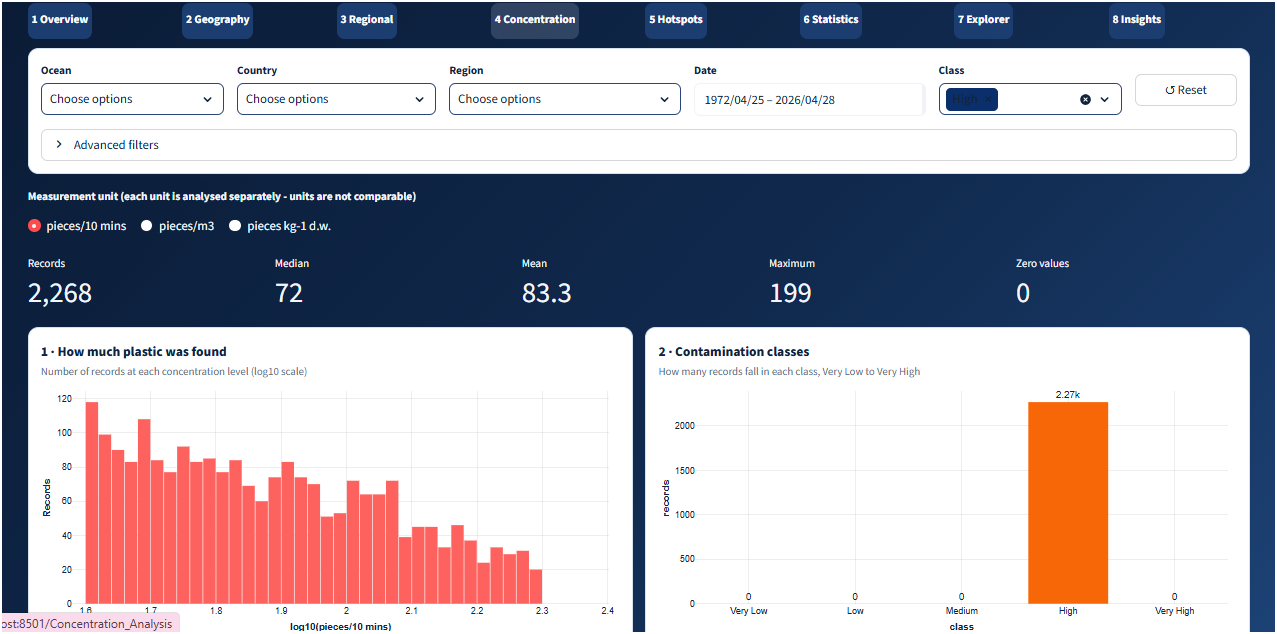 1 Overview
2 Geography
3 Regional
4 Concentration
5 Hotspots
6 Statistics
7 Explorer
8 Insights
Ocean
Country
Region
Date
Class
Choose options
Choose options
Choose options
1972/04/25 – 2026/04/28
High
↺ Reset
Advanced filters
Measurement unit (each unit is analysed separately - units are not comparable)
pieces/10 mins
pieces/m3
pieces kg-1 d.w.
Records
Median
Mean
Maximum
Zero values
2,268
72
83.3
199
0
1 · How much plastic was found
Number of records at each concentration level (log10 scale)
120
100
80
60
40
20
0
Records
1.6
1.7
1.8
1.9
2
2.1
2.2
2.3
2.4
log10(pieces/10 mins)
2 · Contamination classes
How many records fall in each class, Very Low to Very High
2.27k
2000
1500
1000
500
0
records
0
0
0
0
Very Low
Low
Medium
High
Very High
class
ost:8501/Concentration_Analysis